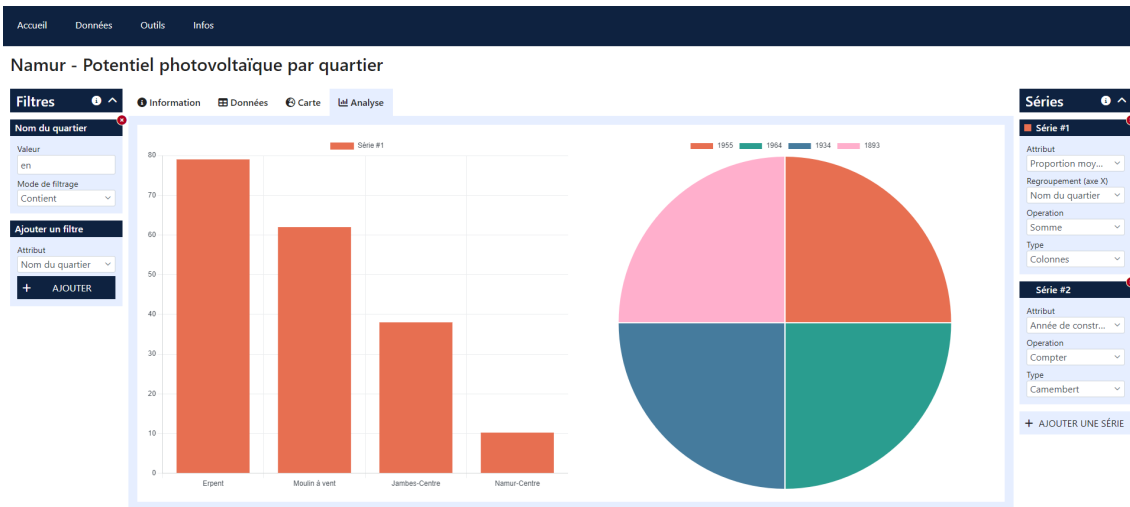 Accueil Données Outils Infos
Namur - Potentiel photovoltaïque par quartier
Filtres
Nom du quartier
Valeur
en
Mode de filtrage
Contient
Ajouter un filtre
Attribut
Nom du quartier
+ AJOUTER
Information Données Carte Analyse
Série #1
80
70
60
50
40
30
20
10
0
Erpent Moulin à vent Jambes-Centre Namur-Centre
1955 1964 1934 1893
Séries
Série #1
Attribut
Proportion moy...
Regroupement (axe X)
Nom du quartier
Operation
Somme
Type
Colonnes
Série #2
Attribut
Année de constr...
Operation
Compter
Type
Camembert
+ AJOUTER UNE SÉRIE